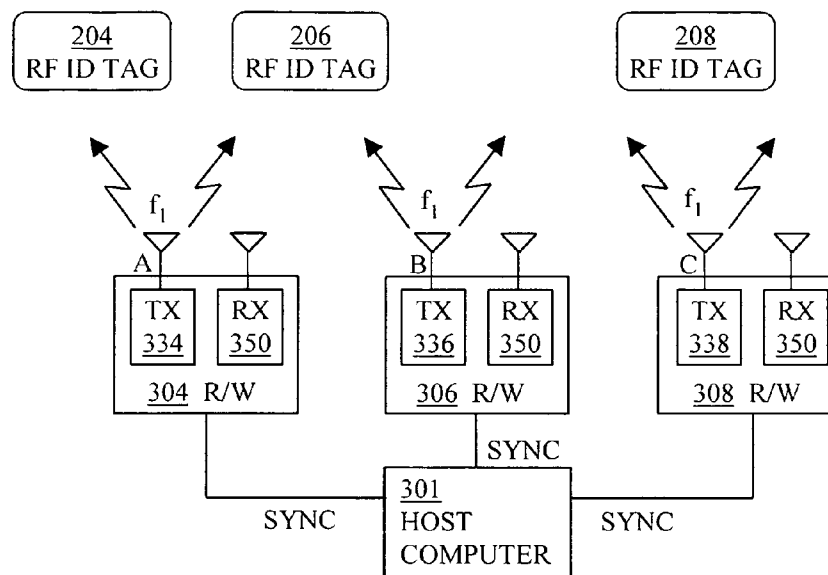 204
RF ID TAG
206
RF ID TAG
208
RF ID TAG
f1
f1
f1
A
B
C
TX
334
RX
350
TX
336
RX
350
TX
338
RX
350
304 R/W
306 R/W
308 R/W
SYNC
SYNC
SYNC
301
HOST
COMPUTER